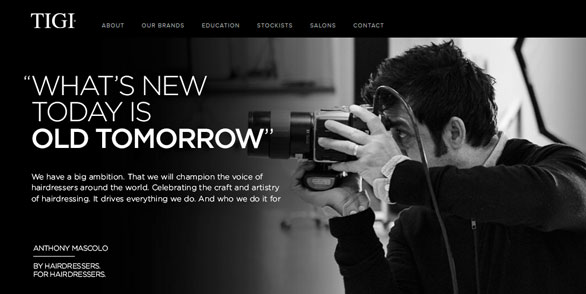 TIGI
ABOUT OUR BRANDS EDUCATION STOCKISTS SALONS CONTACT
“WHAT’S NEW
TODAY IS
OLD TOMORROW”
We have a big ambition. That we will champion the voice of
hairdressers around the world. Celebrating the craft and artistry
of hairdressing. It drives everything we do. And who we do it for
ANTHONY MASCOLO
BY HAIRDRESSERS.
FOR HAIRDRESSERS.